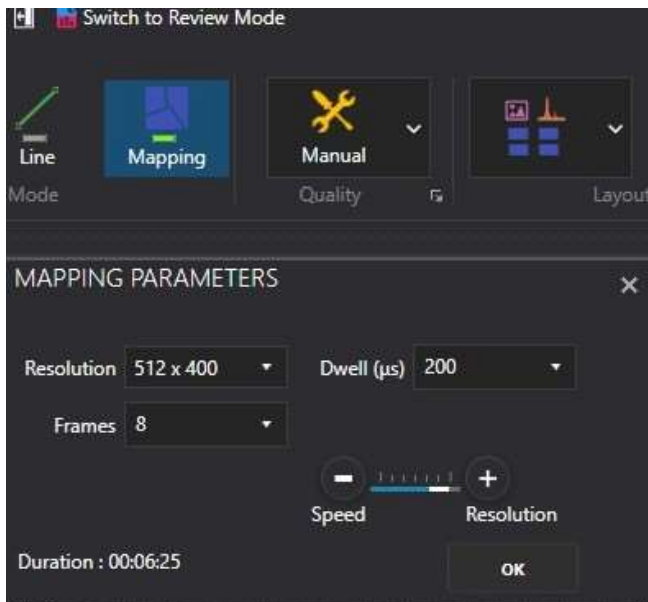 Switch to Review Mode
Line
Mapping
Manual
Mode
Quality
Layout
MAPPING PARAMETERS
Resolution 512 x 400 Dwell (µs) 200
Frames 8
Speed Resolution
Duration : 00:06:25 OK